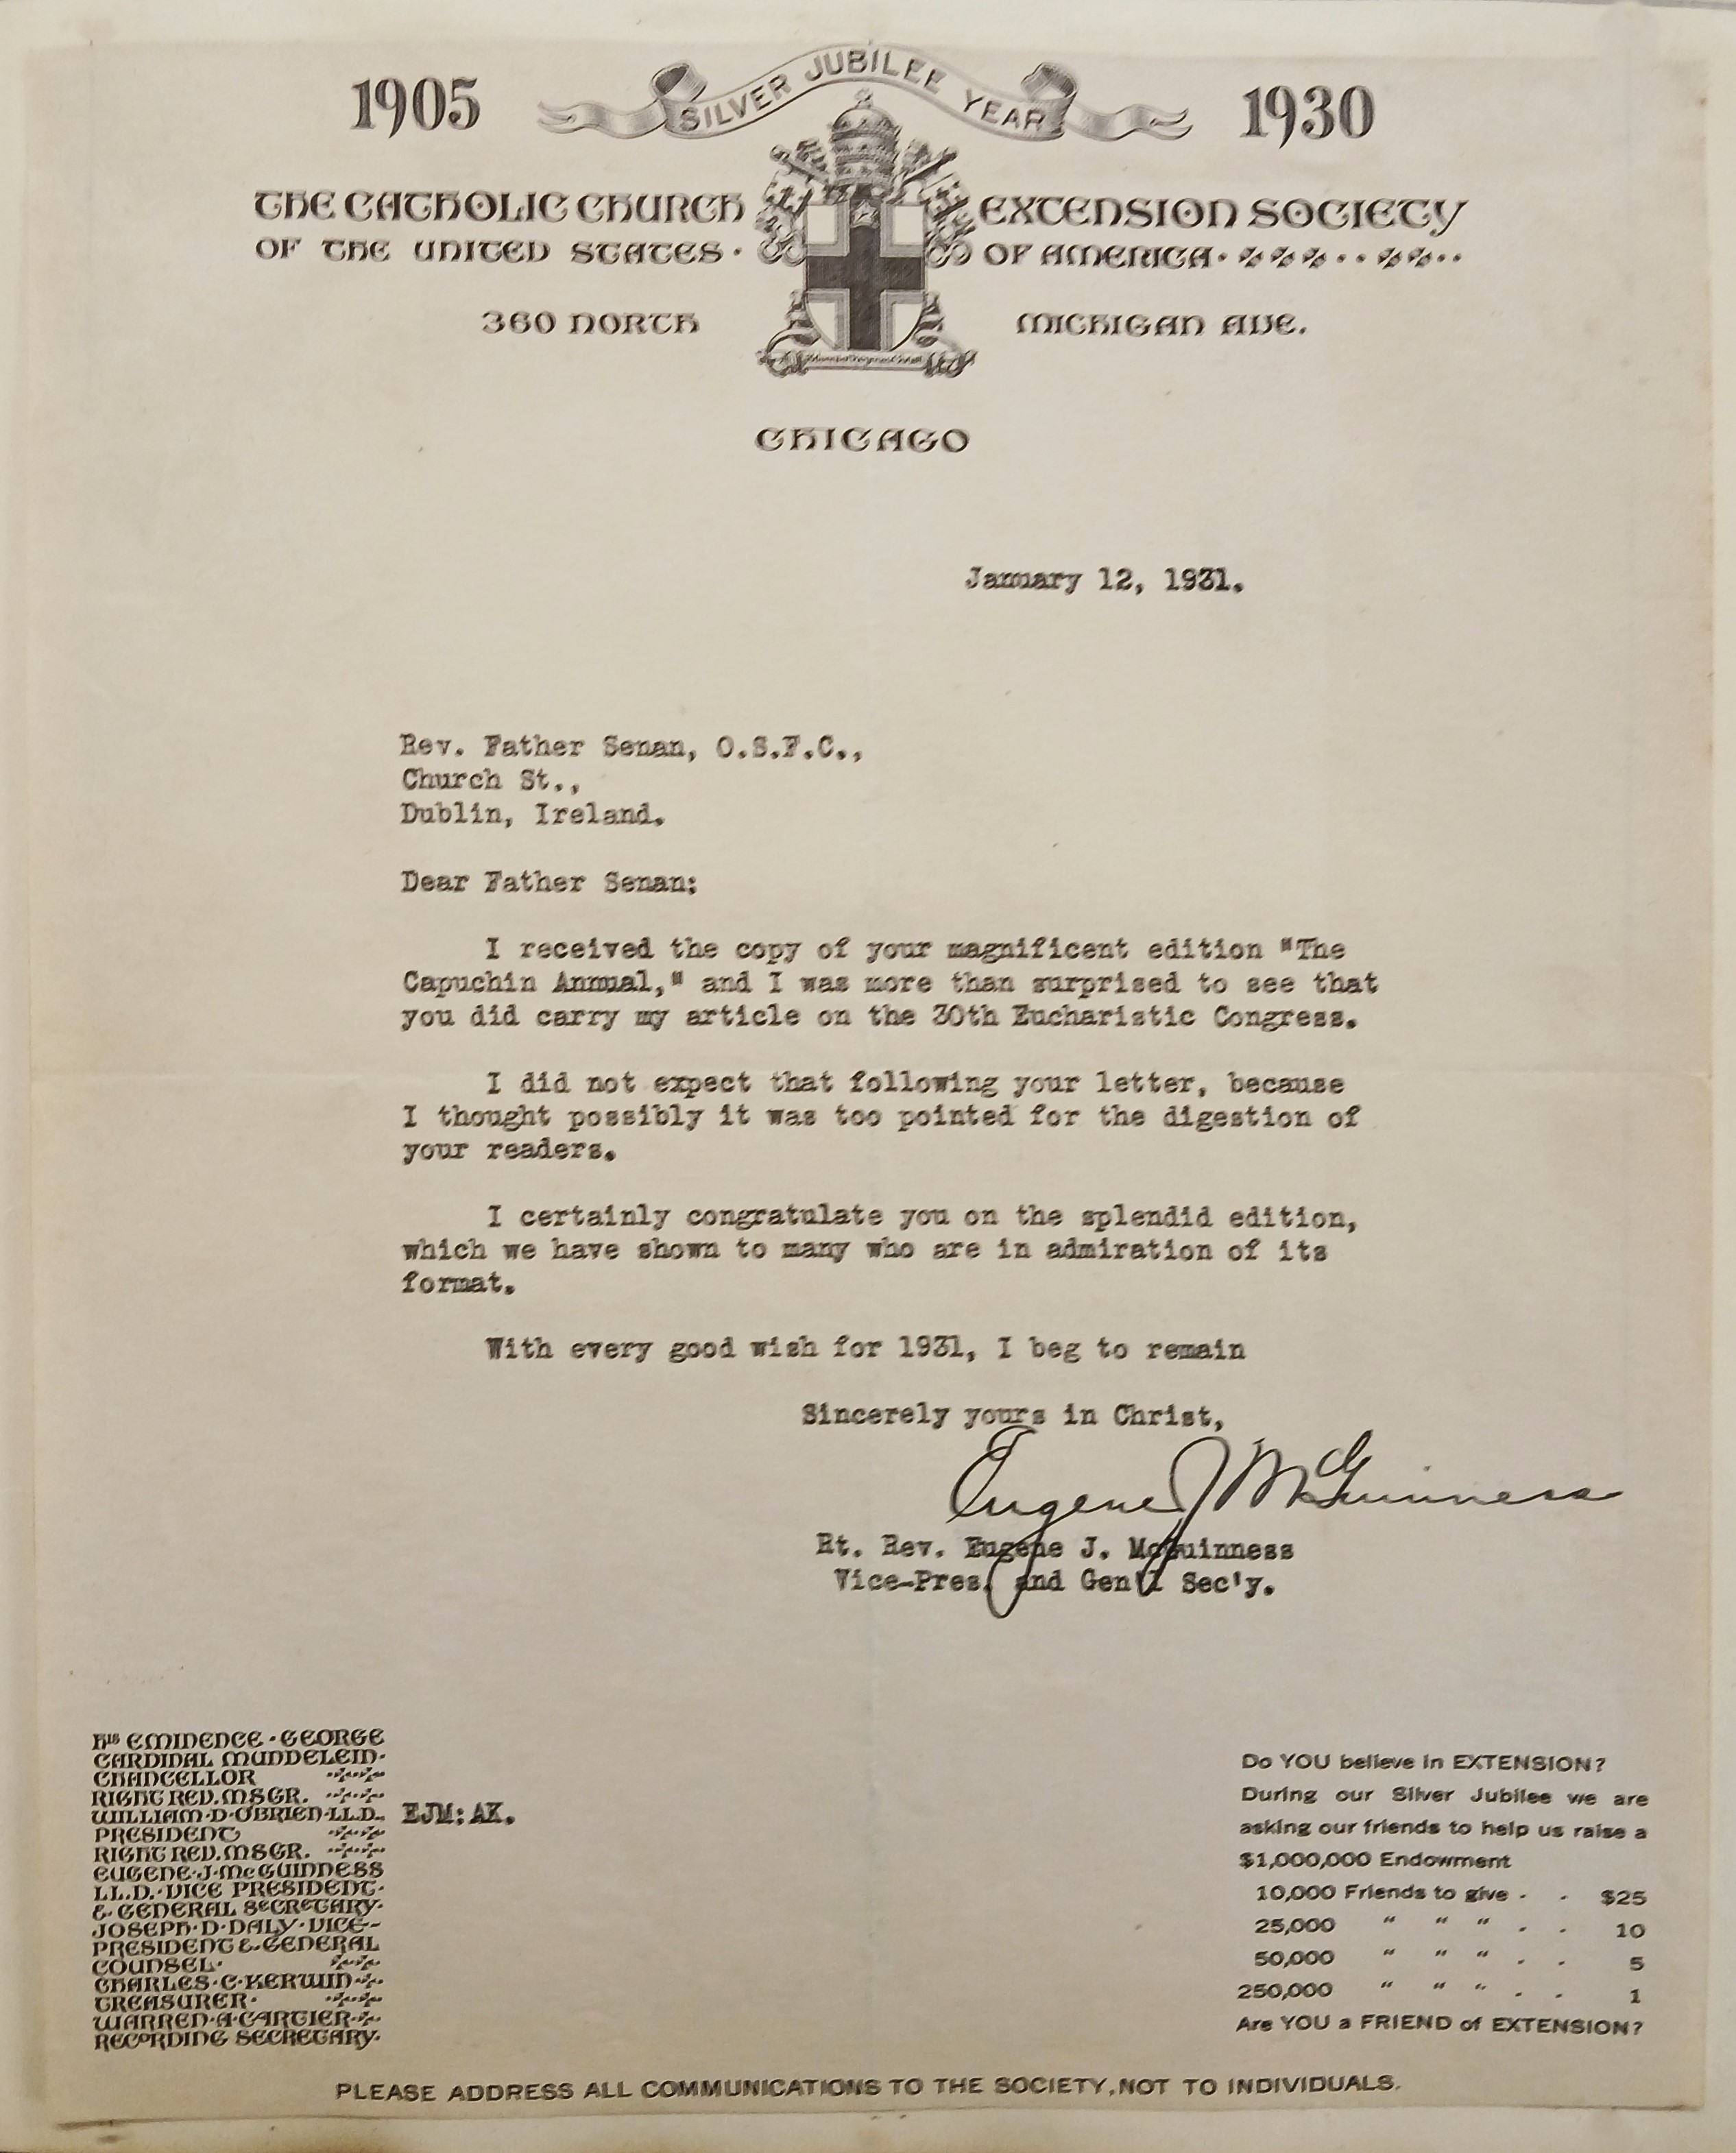 1905 SILVER JUBILEE YEAR 1930
THE CATHOLIC CHURCH EXTENSION SOCIETY
OF THE UNITED STATES · OF AMERICA ·
360 NORTH MICHIGAN AVE.
CHICAGO
January 12, 1931.
Rev. Father Senan, O.S.F.C.,
Church St.,
Dublin, Ireland.
Dear Father Senan;
I received the copy of your magnificent edition "The
Capuchin Annual," and I was more than surprised to see that
you did carry my article on the 30th Eucharistic Congress.
I did not expect that following your letter, because
I thought possibly it was too pointed for the digestion of
your readers.
I certainly congratulate you on the splendid edition,
which we have shown to many who are in admiration of its
format.
With every good wish for 1931, I beg to remain
Sincerely yours in Christ,
Eugene J McGuinness
Rt. Rev. Eugene J. McGuinness
Vice-Pres. and Gen'l Sec'y.
HIS EMINENCE · GEORGE
CARDINAL MUNDELEIN ·
CHANCELLOR
RIGHT RED. MSGR.
WILLIAM · D · O'BRIEN · LL.D.,
PRESIDENT
RIGHT RED. MSGR.
EUGENE · J · McGUINNESS
LL.D. · VICE PRESIDENT ·
& GENERAL SECRETARY ·
JOSEPH · D · DALY · VICE-
PRESIDENT & GENERAL
COUNSEL ·
CHARLES · C · KERWIN
TREASURER ·
WARREN · A · CARTIER
RECORDING SECRETARY.
EJM:AK.
Do YOU believe in EXTENSION?
During our Silver Jubilee we are
asking our friends to help us raise a
$1,000,000 Endowment
10,000 Friends to give - - $25
25,000 " " " - - 10
50,000 " " " - - 5
250,000 " " " - - 1
Are YOU a FRIEND of EXTENSION?
PLEASE ADDRESS ALL COMMUNICATIONS TO THE SOCIETY, NOT TO INDIVIDUALS.